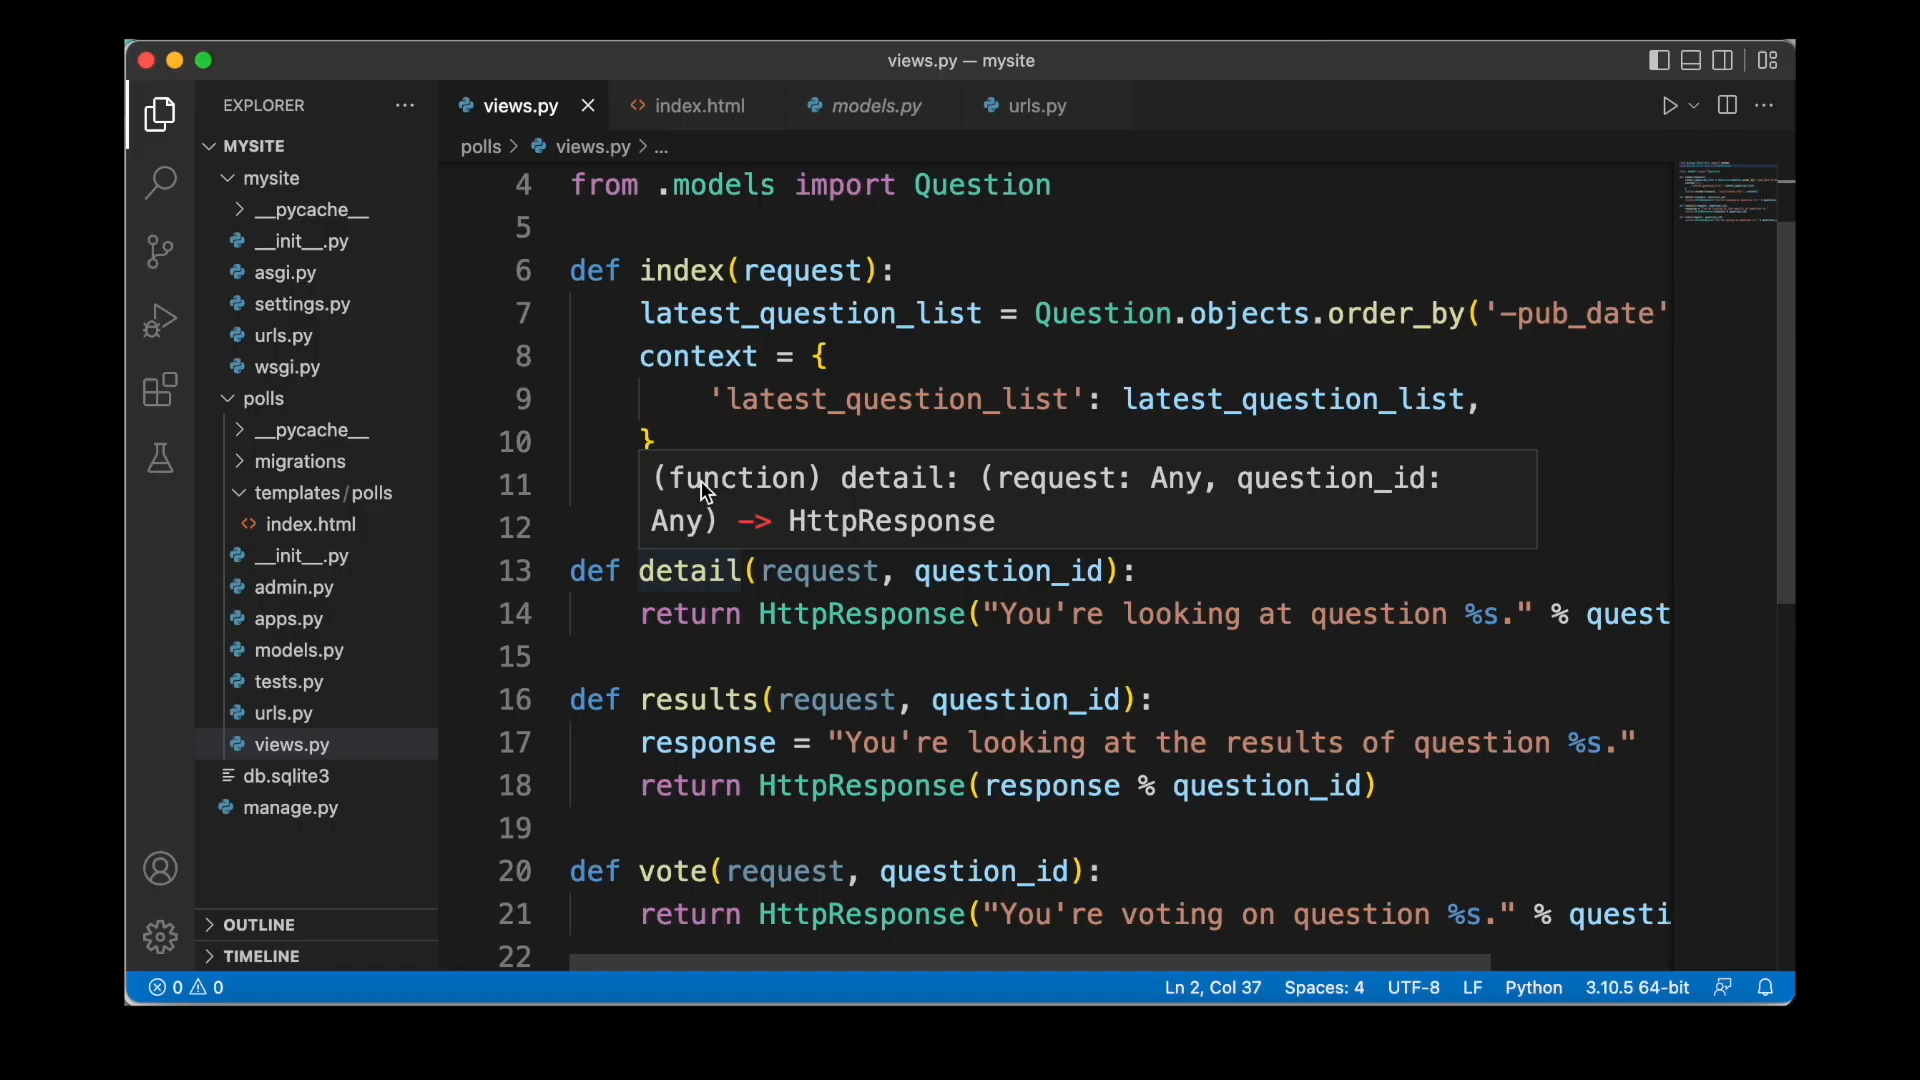 views.py — mysite
EXPLORER
MYSITE
mysite
__pycache__
__init__.py
asgi.py
settings.py
urls.py
wsgi.py
polls
__pycache__
migrations
templates/polls
index.html
__init__.py
admin.py
apps.py
models.py
tests.py
urls.py
views.py
db.sqlite3
manage.py
OUTLINE
TIMELINE
views.py index.html models.py urls.py
polls > views.py > ...
4 from .models import Question
5
6 def index(request):
7 latest_question_list = Question.objects.order_by('-pub_date'
8 context = {
9 'latest_question_list': latest_question_list,
10 }
11
(function) detail: (request: Any, question_id:
Any) -> HttpResponse
12
13 def detail(request, question_id):
14 return HttpResponse("You're looking at question %s." % quest
15
16 def results(request, question_id):
17 response = "You're looking at the results of question %s."
18 return HttpResponse(response % question_id)
19
20 def vote(request, question_id):
21 return HttpResponse("You're voting on question %s." % questi
22
0 0 Ln 2, Col 37 Spaces: 4 UTF-8 LF Python 3.10.5 64-bit